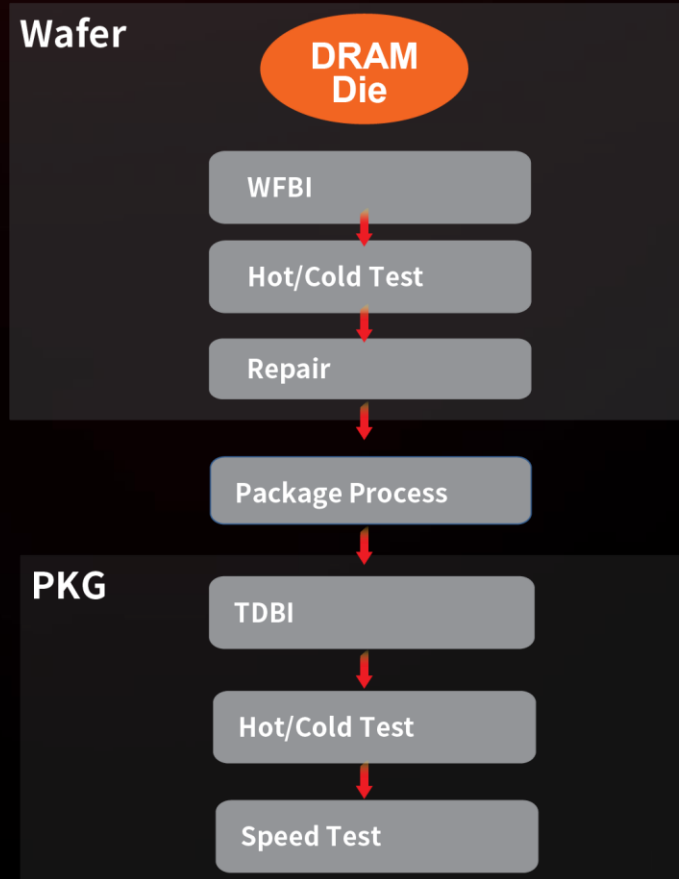 Wafer
DRAM
Die
WFBI
Hot/Cold Test
Repair
Package Process
PKG
TDBI
Hot/Cold Test
Speed Test